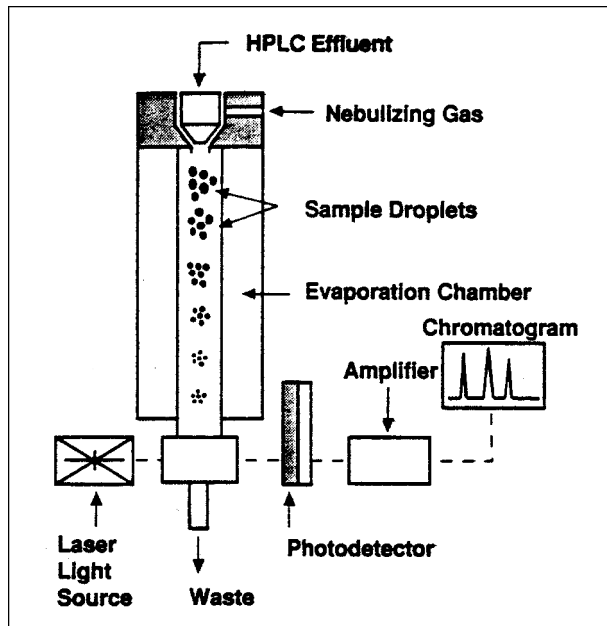 HPLC Effluent
Nebulizing Gas
Sample Droplets
Evaporation Chamber
Chromatogram
Amplifier
Laser
Light
Source
Photodetector
Waste